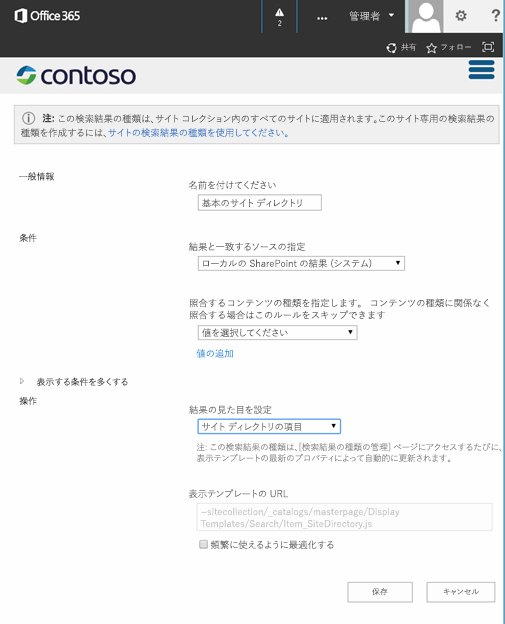 Office 365
2
...
管理者
?
共有 フォロー
contoso
注: この検索結果の種類は、サイト コレクション内のすべてのサイトに適用されます。このサイト専用の検索結果の
種類を作成するには、サイトの検索結果の種類を使用してください。
一般情報
名前を付けてください
基本のサイト ディレクトリ
条件
結果と一致するソースの指定
ローカルの SharePoint の結果 (システム)
照合するコンテンツの種類を指定します。 コンテンツの種類に関係なく
照合する場合はこのルールをスキップできます
値を選択してください
値の追加
表示する条件を多くする
操作
結果の見た目を設定
サイト ディレクトリの項目
注: この検索結果の種類は、[検索結果の種類の管理] ページにアクセスするたびに、
表示テンプレートの最新のプロパティによって自動的に更新されます。
表示テンプレートの URL
~sitecollection/_catalogs/masterpage/Display
Templates/Search/Item_SiteDirectory.js
頻繁に使えるように最適化する
保存 キャンセル